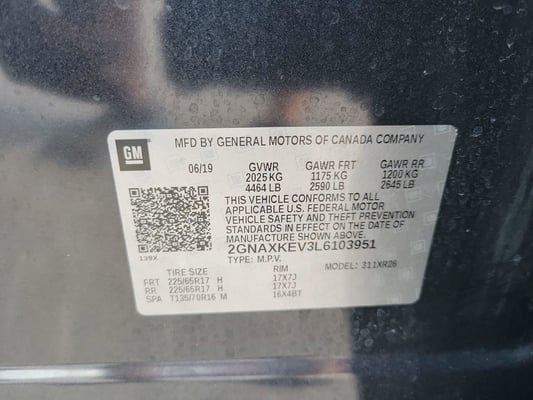 GM
MFD BY GENERAL MOTORS OF CANADA COMPANY
06/19 GVWR GAWR FRT GAWR RR
2025 KG 1175 KG 1200 KG
4464 LB 2590 LB 2645 LB
THIS VEHICLE CONFORMS TO ALL
APPLICABLE U.S. FEDERAL MOTOR
VEHICLE SAFETY AND THEFT PREVENTION
STANDARDS IN EFFECT ON THE DATE OF
MANUFACTURE SHOWN ABOVE.
2GNAXKEV3L6103951
139X
TYPE: M.P.V. MODEL: 311XR26
TIRE SIZE RIM
FRT 225/65R17 H 17X7J
RR 225/65R17 H 17X7J
SPA T135/70R16 M 16X4BT